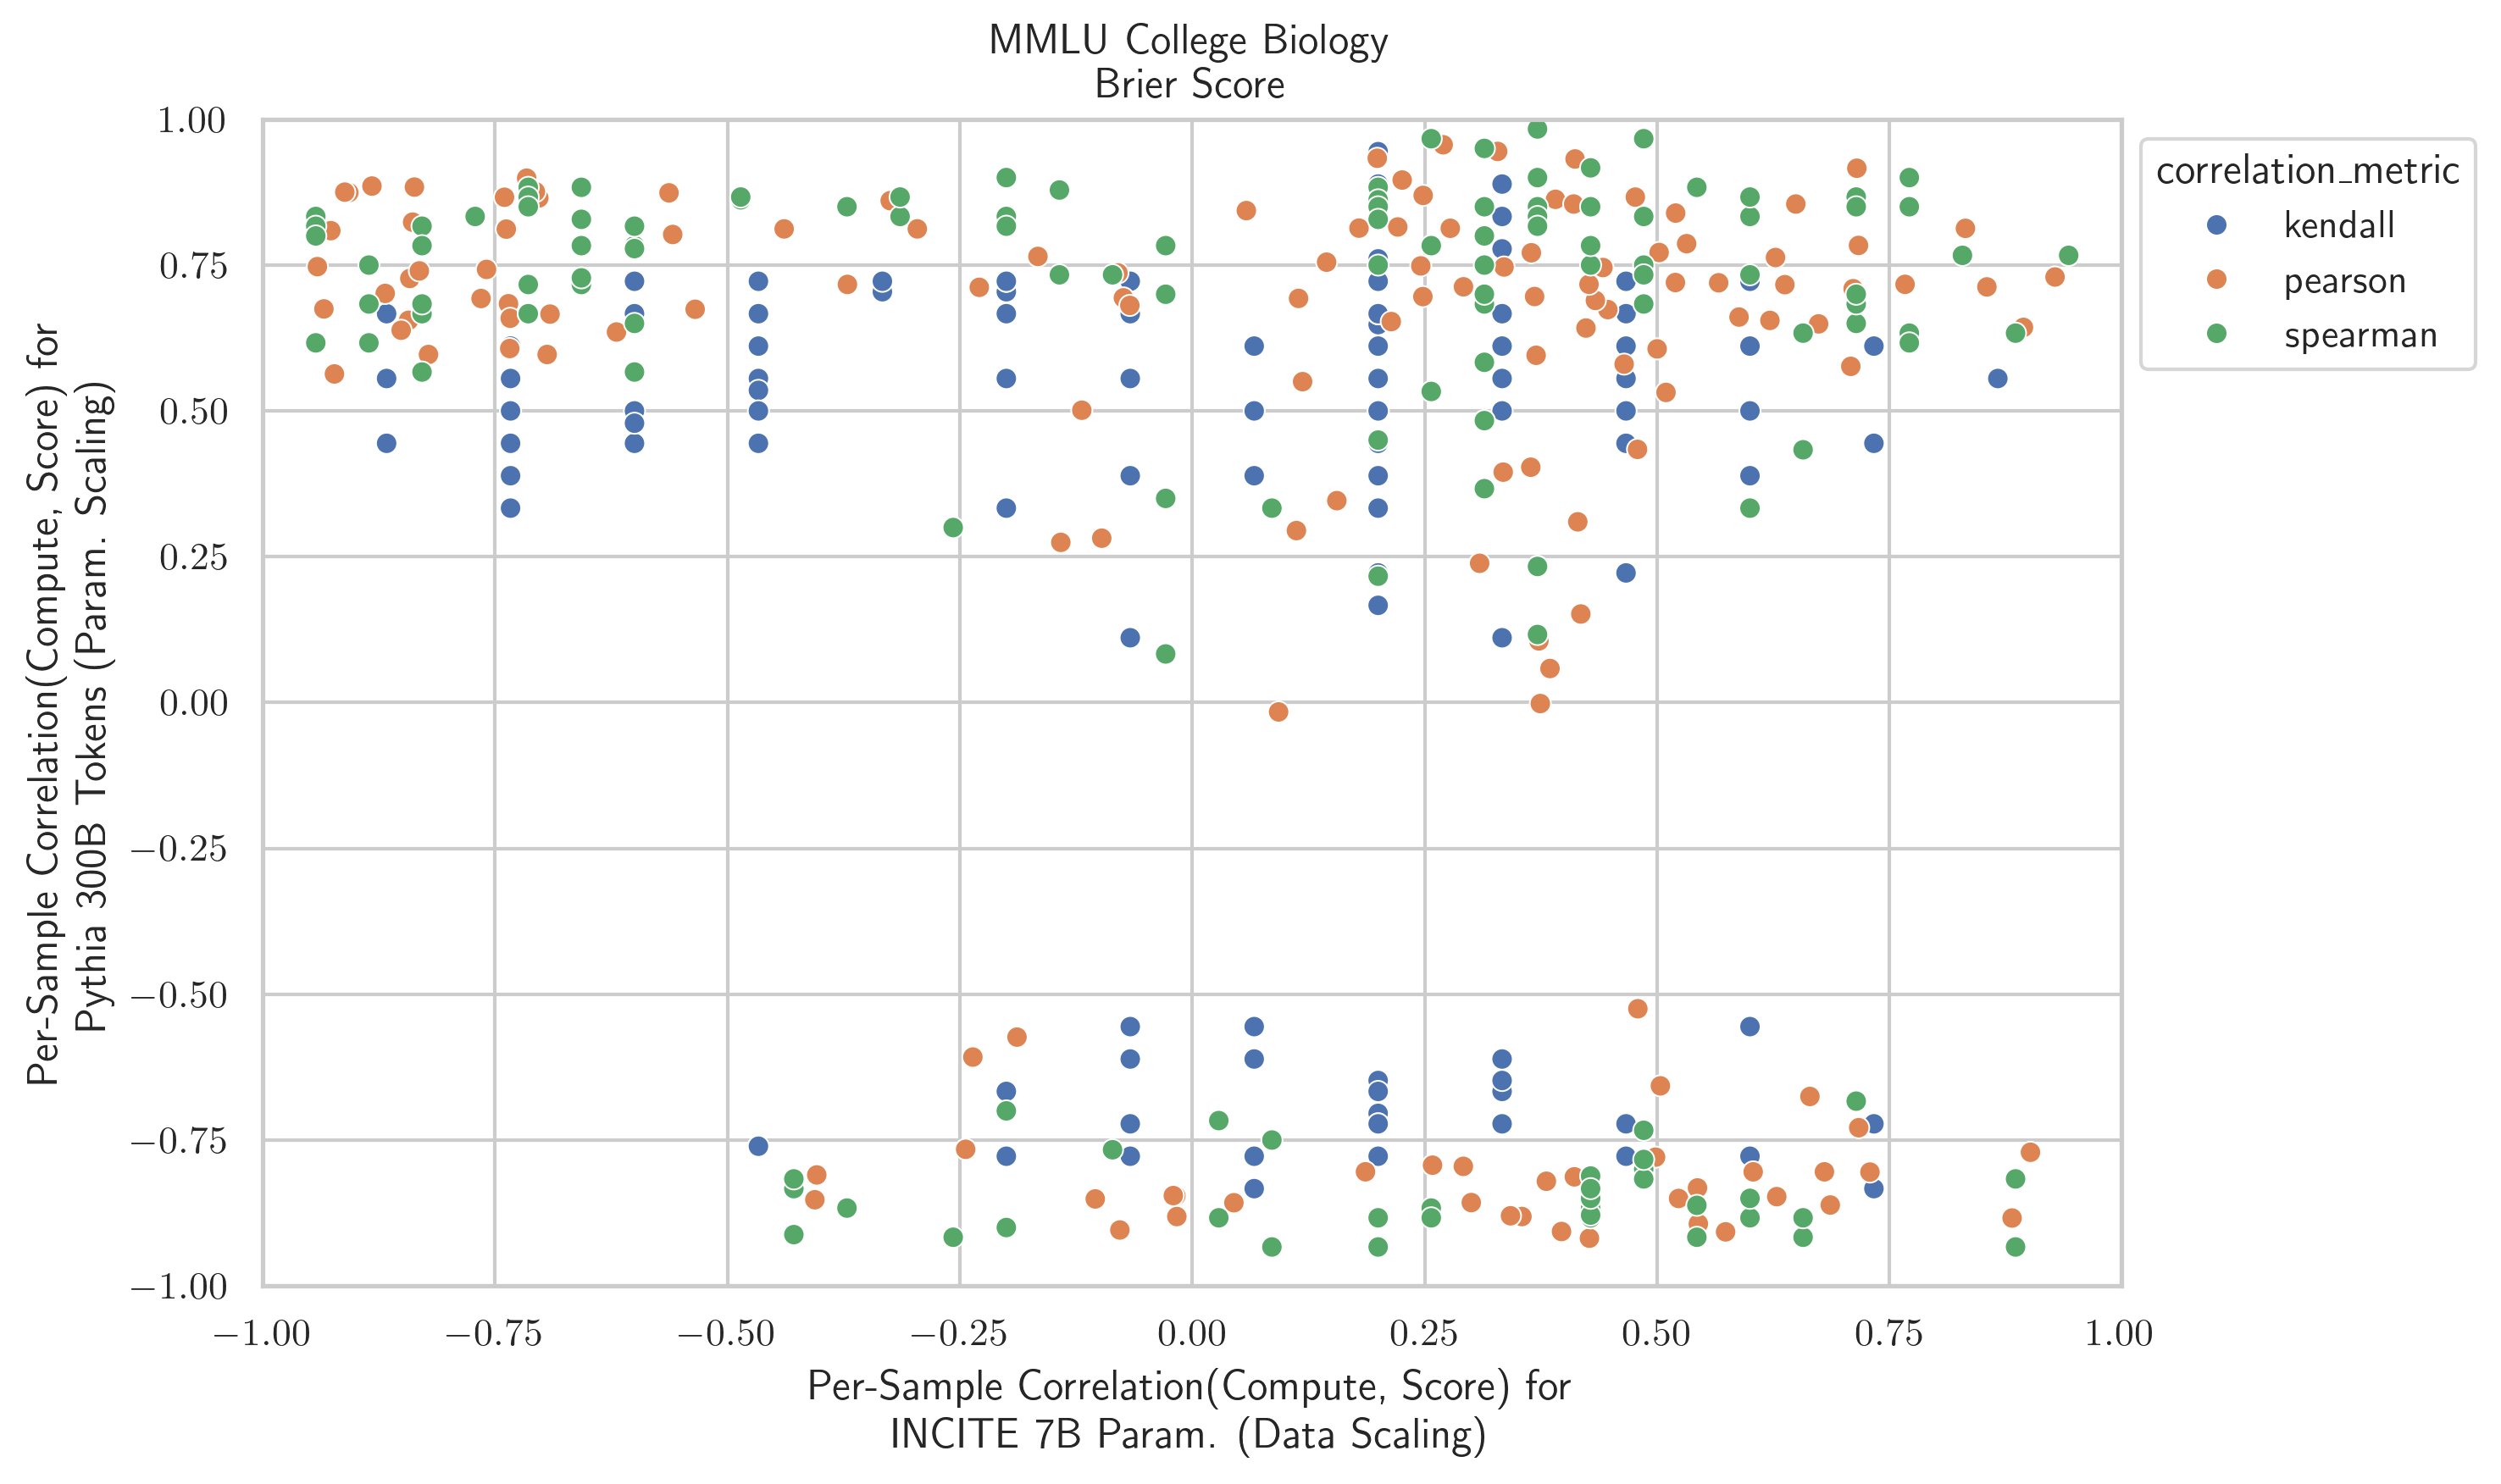 MMLU College Biology
Brier Score
Per-Sample Correlation(Compute, Score) for
Pythia 300B Tokens (Param. Scaling)
1.00
0.75
0.50
0.25
0.00
−0.25
−0.50
−0.75
−1.00
−1.00 −0.75 −0.50 −0.25 0.00 0.25 0.50 0.75 1.00
Per-Sample Correlation(Compute, Score) for
INCITE 7B Param. (Data Scaling)
correlation_metric
kendall
pearson
spearman